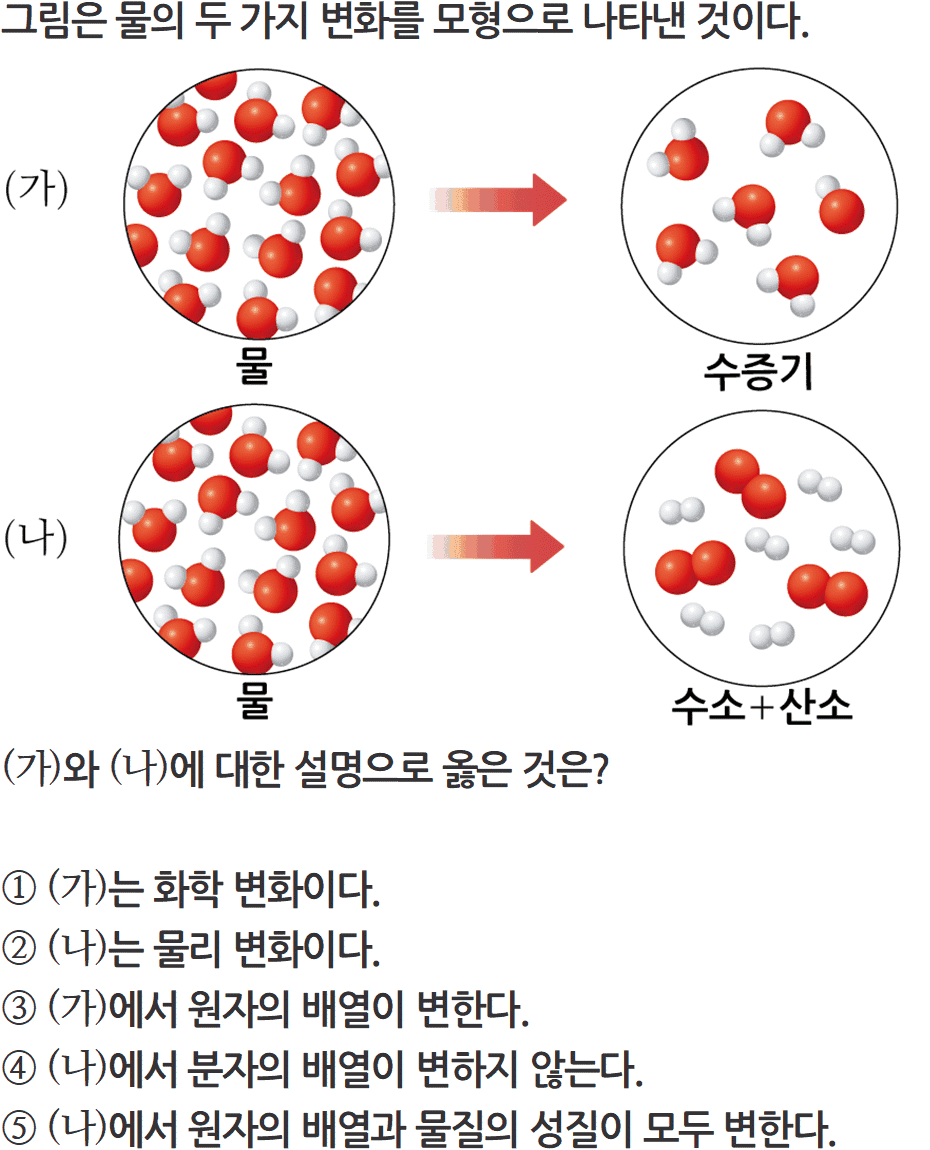 그림은 물의 두 가지 변화를 모형으로 나타낸 것이다.
(가)
물
수증기
(나)
물
수소+산소
(가)와 (나)에 대한 설명으로 옳은 것은?
① (가)는 화학 변화이다.
② (나)는 물리 변화이다.
③ (가)에서 원자의 배열이 변한다.
④ (나)에서 분자의 배열이 변하지 않는다.
⑤ (나)에서 원자의 배열과 물질의 성질이 모두 변한다.